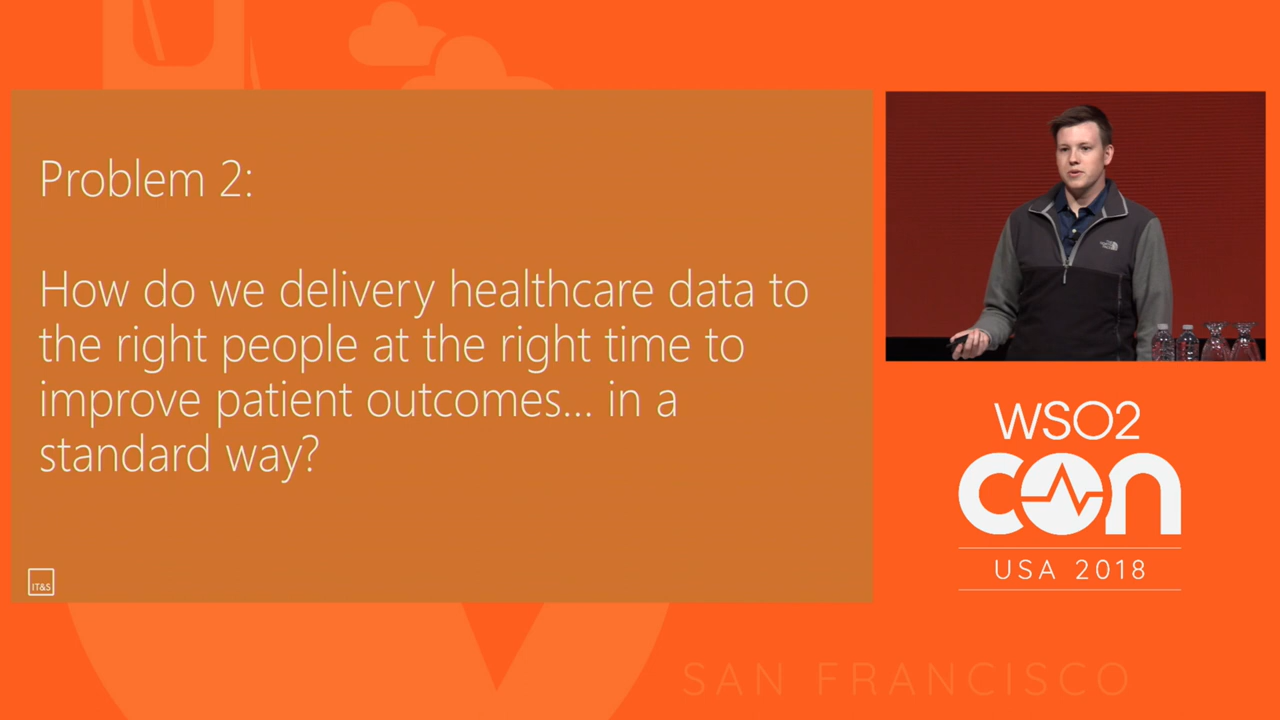 Problem 2:
How do we delivery healthcare data to
the right people at the right time to
improve patient outcomes... in a
standard way?
IT&S
WSO2
con
USA 2018
SAN FRANCISCO